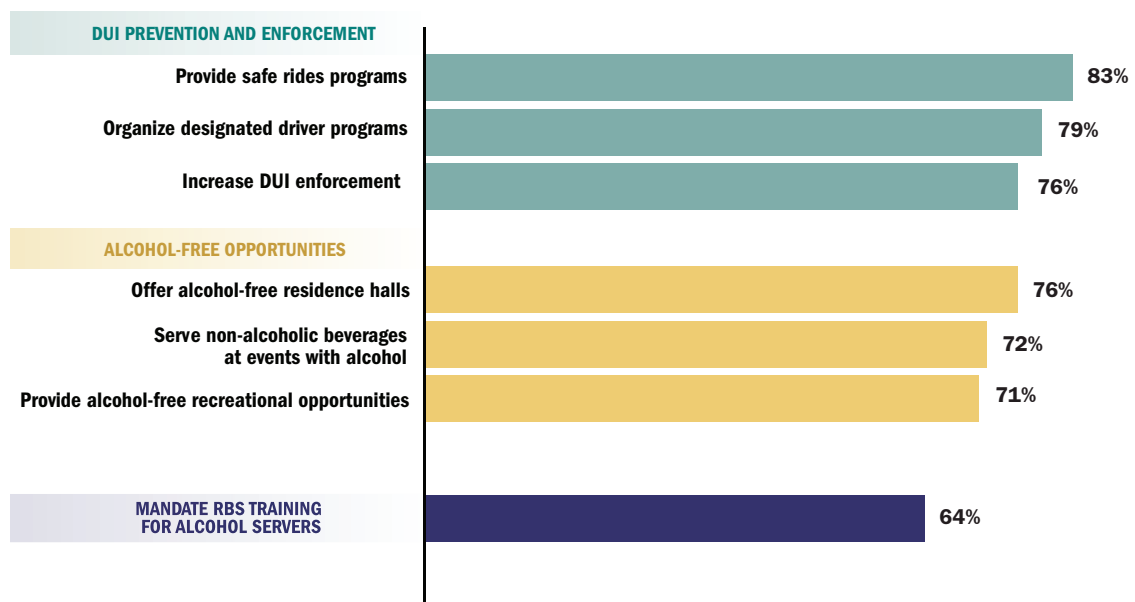 DUI PREVENTION AND ENFORCEMENT
Provide safe rides programs
83%
Organize designated driver programs
79%
Increase DUI enforcement
76%
ALCOHOL-FREE OPPORTUNITIES
Offer alcohol-free residence halls
76%
Serve non-alcoholic beverages
at events with alcohol
72%
Provide alcohol-free recreational opportunities
71%
MANDATE RBS TRAINING
FOR ALCOHOL SERVERS
64%